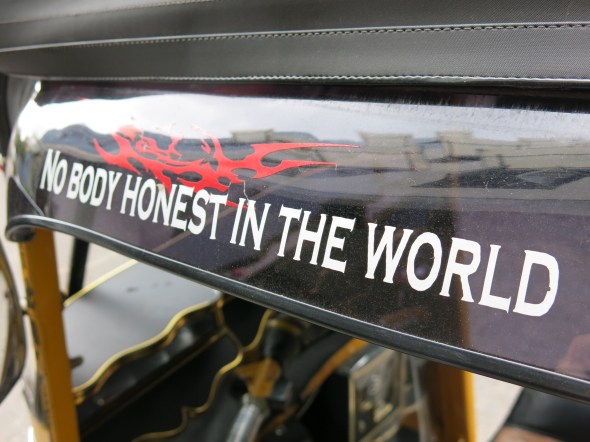 No body honest in the world